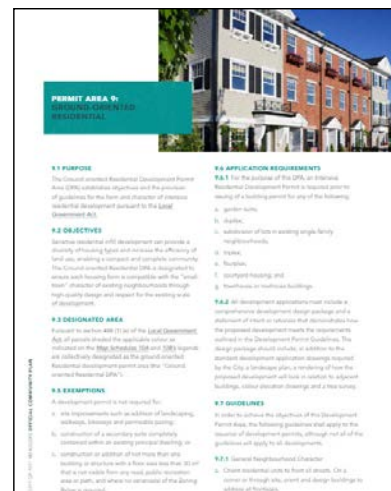 PERMIT AREA 9:
GROUND-ORIENTED
RESIDENTIAL
9.1 PURPOSE
The Ground-oriented Residential Development Permit
Area (DPA) establishes objectives and the provision
of guidelines for the form and character of intensive
residential development pursuant to the Local
Government Act.
9.2 OBJECTIVES
Sensitive residential infill development can provide a
diversity of housing types and increase the efficiency of
land use, enabling a compact and complete community.
The Ground-oriented Residential DPA is designed to
ensure each housing form is compatible with the "small
town" character of existing neighbourhoods through
high-quality design and respect for the existing scale
of development.
9.3 DESIGNATED AREA
Pursuant to section 488 (1) (e) of the Local Government
Act, all parcels shaded the applicable colour as
indicated on the Map Schedules and legends
are collectively designated as the ground-oriented
Residential development permit area (the "Ground-
oriented Residential DPA").
9.5 EXEMPTIONS
A development permit is not required for:
a. site improvements such as addition of landscaping,
walkways, bikeways and permeable paving;
b. construction of a secondary suite completely
contained within an existing principal dwelling; or
c. construction or addition of not more than one
building or structure with a floor area less than 30 m²
that is not visible from any road, public recreation
area or path, and where no variance of the Zoning
Bylaw is required.
9.6 APPLICATION REQUIREMENTS
9.6.1 For the purpose of the DPA, an Intensive
Residential Development Permit is required prior to
issuing of a building permit for any of the following:
a. garden suite;
b. duplex;
c. subdivision of lots in existing single family
neighbourhoods;
d. triplex;
e. fourplex;
f. courtyard housing; and
g. townhouse or rowhouse buildings.
9.6.2 All development applications must include a
comprehensive development design package and a
statement of intent or rationale that demonstrates how
the proposed development meets the requirements
outlined in the Development Permit Guidelines. The
design package should include, in addition to the
standard development application drawings required
by the City, a landscape plan, a rendering of how the
proposed development will look in relation to adjacent
buildings, colour elevation drawings and a tree survey.
9.7 GUIDELINES
In order to achieve the objectives of the Development
Permit Area, the following guidelines shall apply to the
issuance of development permits, although not all of the
guidelines will apply to all developments.
9.7.1 General Neighbourhood Character
a. Orient residential units to front all streets. On a
corner or through site, orient and design buildings to
address all frontages.
OFFICIAL COMMUNITY PLAN